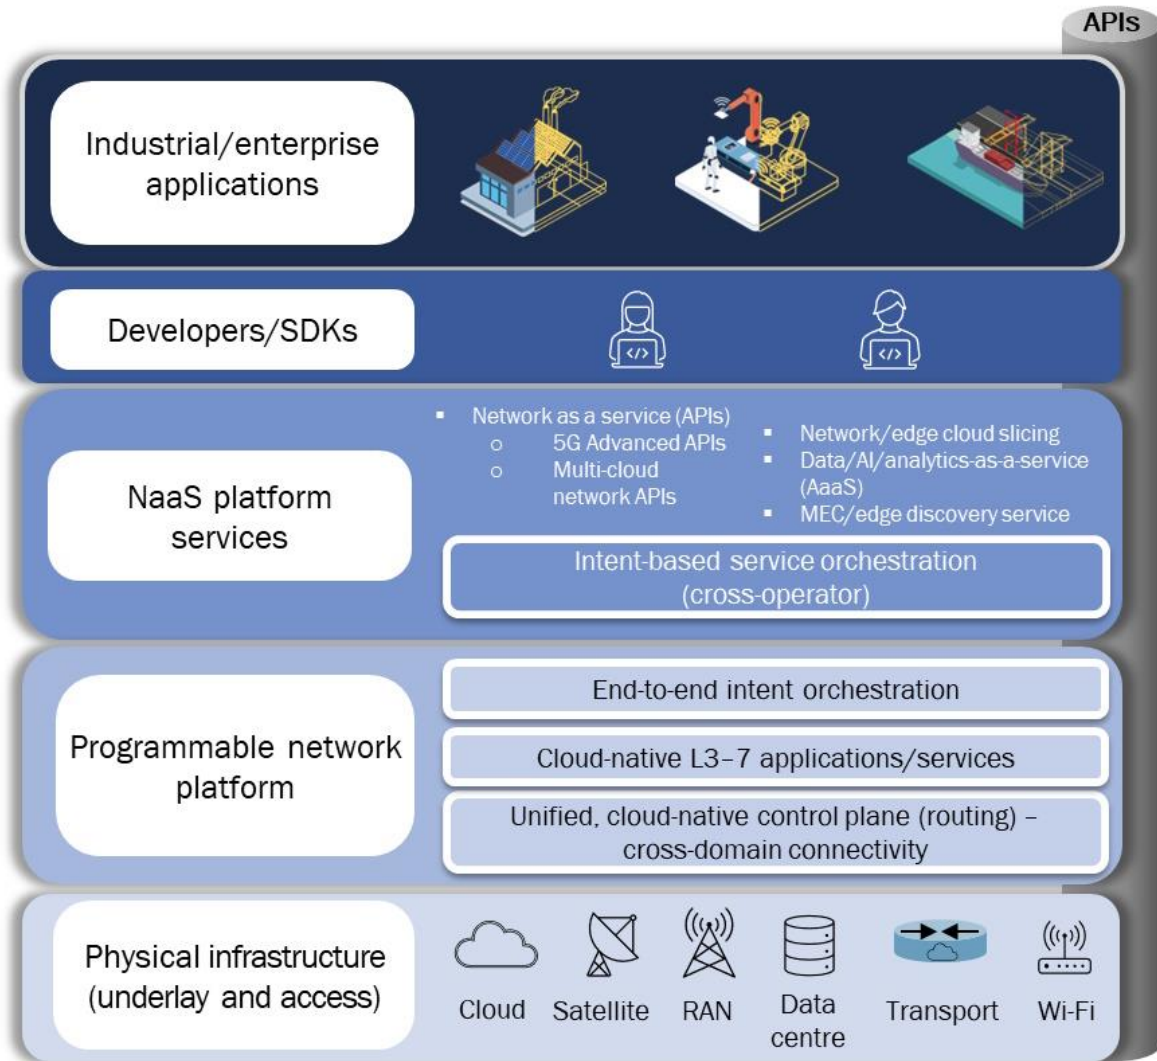 APIs
Industrial/enterprise
applications
Developers/SDKs
</>
</>
NaaS platform
services
▪ Network as a service (APIs)
o 5G Advanced APIs
o Multi-cloud
network APIs
▪ Network/edge cloud slicing
▪ Data/AI/analytics-as-a-service
(AaaS)
▪ MEC/edge discovery service
Intent-based service orchestration
(cross-operator)
Programmable network
platform
End-to-end intent orchestration
Cloud-native L3–7 applications/services
Unified, cloud-native control plane (routing) –
cross-domain connectivity
Physical infrastructure
(underlay and access)
Cloud
Satellite
RAN
Data
centre
Transport
Wi-Fi